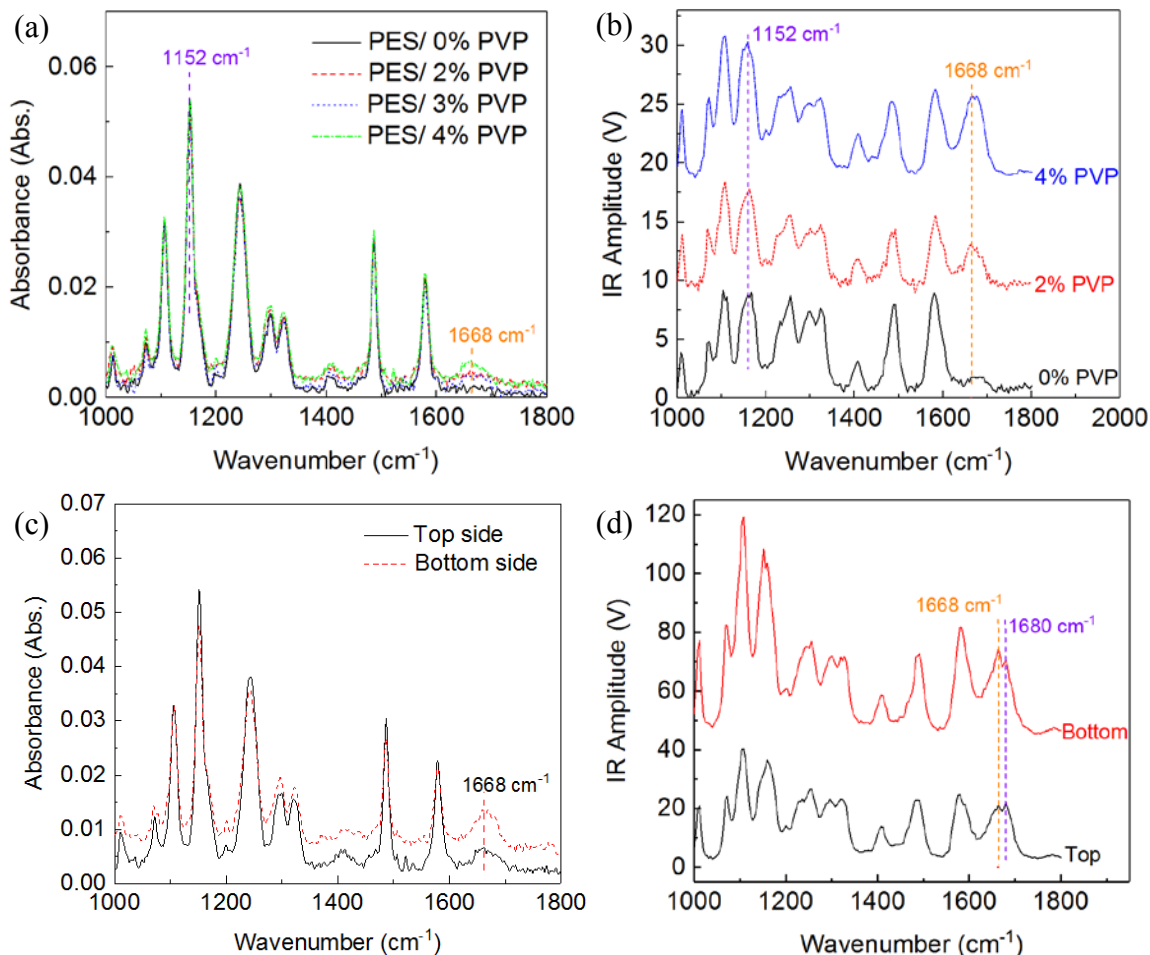 (a)
0.06
0.04
0.02
0.00
Absorbance (Abs.)
1152 cm⁻¹
PES/ 0% PVP
PES/ 2% PVP
PES/ 3% PVP
PES/ 4% PVP
1668 cm⁻¹
1000 1200 1400 1600 1800
Wavenumber (cm⁻¹)
(b)
30
25
20
15
10
5
0
IR Amplitude (V)
1152 cm⁻¹
1668 cm⁻¹
4% PVP
2% PVP
0% PVP
1000 1200 1400 1600 1800 2000
Wavenumber (cm⁻¹)
(c)
0.07
0.06
0.05
0.04
0.03
0.02
0.01
0.00
Absorbance (Abs.)
Top side
Bottom side
1668 cm⁻¹
1000 1200 1400 1600 1800
Wavenumber (cm⁻¹)
(d)
120
100
80
60
40
20
0
IR Amplitude (V)
1668 cm⁻¹
1680 cm⁻¹
Bottom
Top
1000 1200 1400 1600 1800
Wavenumber (cm⁻¹)